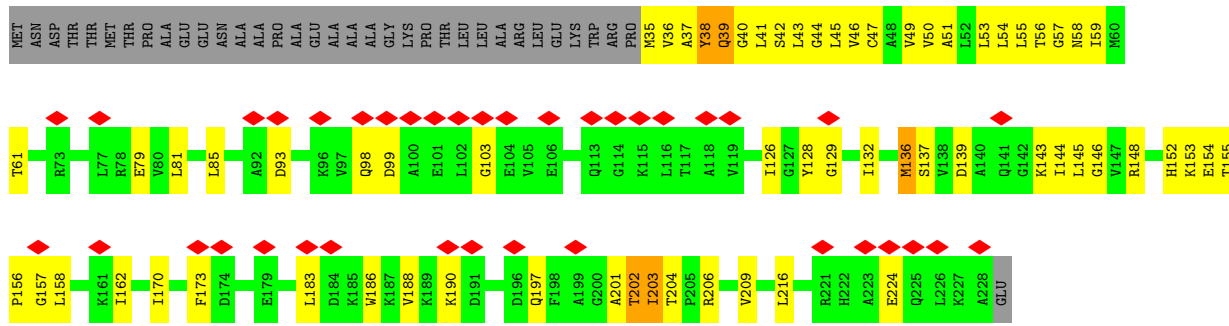 MET ASN ASP THR THR MET THR PRO ALA GLU GLU ASN ALA ALA PRO ALA GLU ALA ALA ALA GLY LYS PRO THR LEU LEU ALA ARG LEU GLU LYS TRP ARG PRO M35 V36 A37 Y38 Q39 G40 L41 S42 L43 G44 L45 V46 C47 A48 V49 V50 A51 L52 L53 L54 L55 T56 G57 N58 I59 M60
T61 R73 L77 R78 E79 V80 L81 L85 A92 D93 K96 V97 Q98 D99 A100 E101 L102 G103 E104 V105 E106 Q113 G114 K115 L116 T117 A118 V119 I126 G127 Y128 G129 I132 M136 S137 V138 D139 A140 Q141 G142 K143 I144 L145 G146 V147 R148 H152 K153 E154 T155
P156 G157 L158 K161 I162 I170 F173 D174 E179 L183 D184 K185 W186 K187 V188 K189 K190 D191 D196 Q197 F198 A199 G200 A201 T202 I203 T204 P205 R206 V209 L216 R221 H222 A223 E224 Q225 L226 K227 A228 GLU